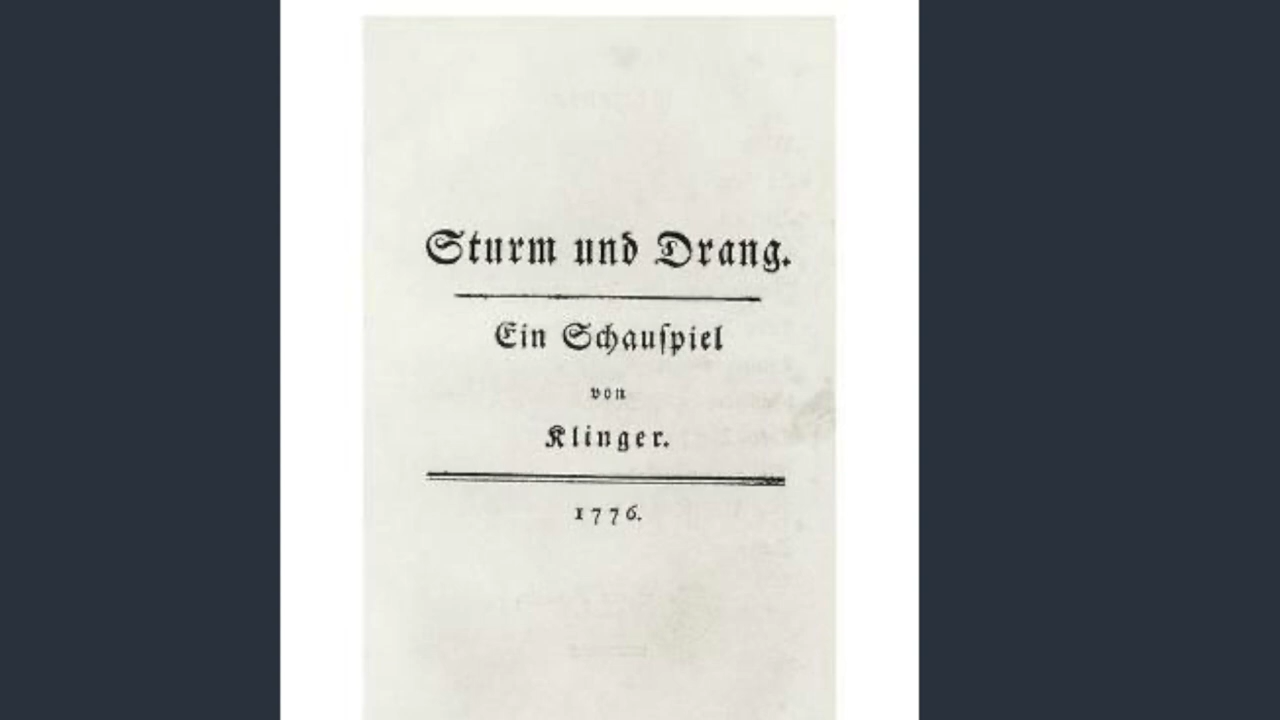 Sturm und Drang.
Ein Schauſpiel
von
Klinger.
1776.